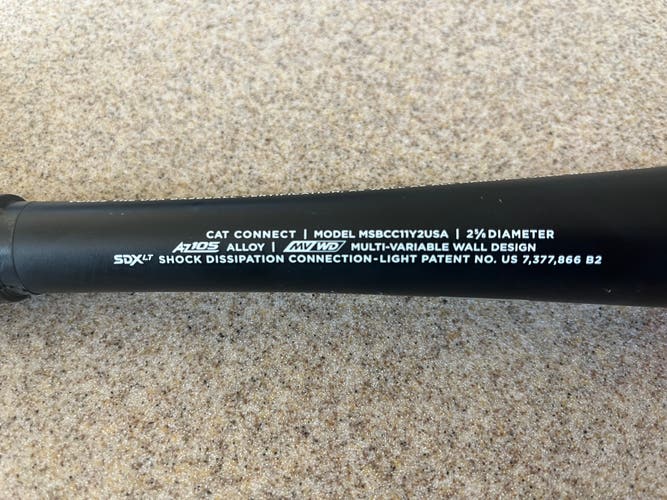 CAT CONNECT | MODEL MSBCC11Y2USA | 2⅝ DIAMETER
AZ105 ALLOY | MVWD MULTI-VARIABLE WALL DESIGN
SDXLT SHOCK DISSIPATION CONNECTION-LIGHT PATENT NO. US 7,377,866 B2